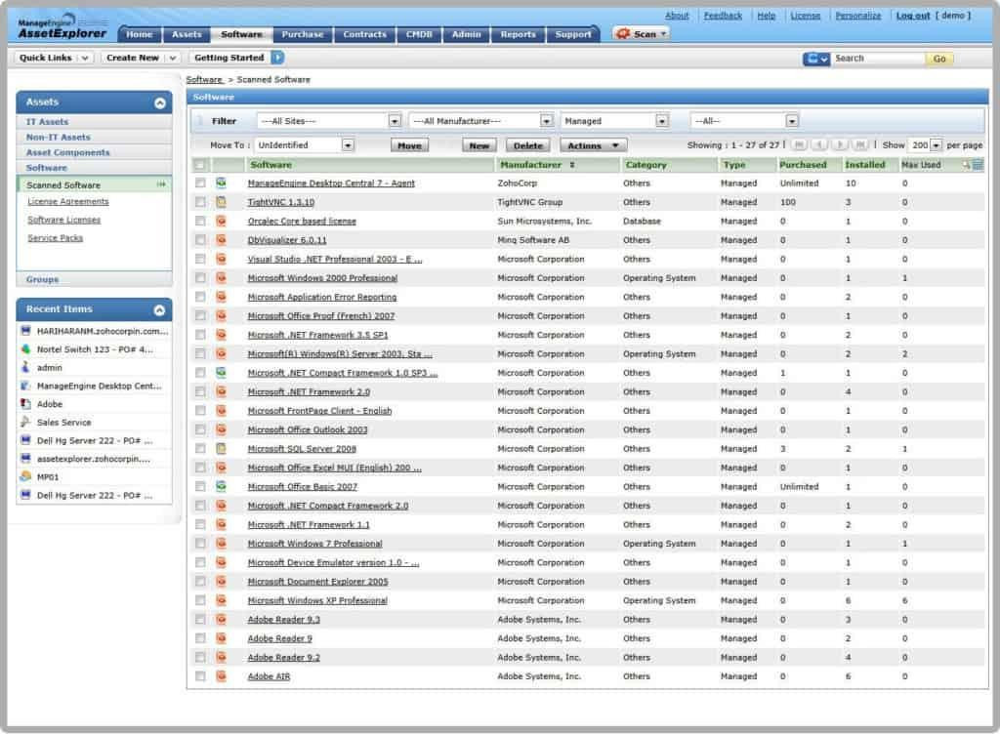 ManageEngine
AssetExplorer
About Feedback Help License Personalize Log out [ demo ]
Home Assets Software Purchase Contracts CMDB Admin Reports Support Scan
Quick Links Create New Getting Started Search Go
Software > Scanned Software
Assets
IT Assets
Non-IT Assets
Asset Components
Software
Scanned Software
License Agreements
Software Licenses
Service Packs
Groups
Recent Items
HARIHARANM.zohocorpin.com...
Nortel Switch 123 - PO# 4...
admin
ManageEngine Desktop Cent...
Adobe
Sales Service
Dell Hg Server 222 - PO# ...
assetexplorer.zohocorpin....
MP01
Dell Hg Server 222 - PO# ...
Software
Filter ---All Sites--- ---All Manufacturer--- Managed --All--
Move To : UnIdentified Move New Delete Actions Showing : 1 - 27 of 27 | | Show 200 per page
Software Manufacturer Category Type Purchased Installed Max Used
ManageEngine Desktop Central 7 - Agent ZohoCorp Others Managed Unlimited 10 0
TightVNC 1.3.10 TightVNC Group Others Managed 100 3 0
Orcalec Core based license Sun Microsystems, Inc. Database Managed 0 1 0
DbVisualizer 6.0.11 Minq Software AB Others Managed 0 1 0
Visual Studio .NET Professional 2003 - E ... Microsoft Corporation Others Managed 0 1 0
Microsoft Windows 2000 Professional Microsoft Corporation Operating System Managed 0 1 1
Microsoft Application Error Reporting Microsoft Corporation Others Managed 0 2 0
Microsoft Office Proof (French) 2007 Microsoft Corporation Others Managed 0 1 0
Microsoft .NET Framework 3.5 SP1 Microsoft Corporation Others Managed 0 2 0
Microsoft(R) Windows(R) Server 2003, Sta ... Microsoft Corporation Operating System Managed 0 2 2
Microsoft .NET Compact Framework 1.0 SP3 ... Microsoft Corporation Others Managed 1 1 0
Microsoft .NET Framework 2.0 Microsoft Corporation Others Managed 0 4 0
Microsoft FrontPage Client - English Microsoft Corporation Others Managed 0 1 0
Microsoft Office Outlook 2003 Microsoft Corporation Others Managed 0 1 0
Microsoft SQL Server 2008 Microsoft Corporation Others Managed 3 2 1
Microsoft Office Excel MUI (English) 200 ... Microsoft Corporation Others Managed 0 1 0
Microsoft Office Basic 2007 Microsoft Corporation Others Managed Unlimited 1 0
Microsoft .NET Compact Framework 2.0 Microsoft Corporation Others Managed 0 1 0
Microsoft .NET Framework 1.1 Microsoft Corporation Others Managed 0 2 0
Microsoft Windows 7 Professional Microsoft Corporation Operating System Managed 0 1 1
Microsoft Device Emulator version 1.0 - ... Microsoft Corporation Others Managed 0 1 0
Microsoft Document Explorer 2005 Microsoft Corporation Others Managed 0 1 0
Microsoft Windows XP Professional Microsoft Corporation Operating System Managed 0 6 6
Adobe Reader 9.3 Adobe Systems, Inc. Others Managed 0 3 0
Adobe Reader 9 Adobe Systems, Inc. Others Managed 0 2 0
Adobe Reader 9.2 Adobe Systems, Inc. Others Managed 0 4 0
Adobe AIR Adobe Systems, Inc. Others Managed 0 6 0